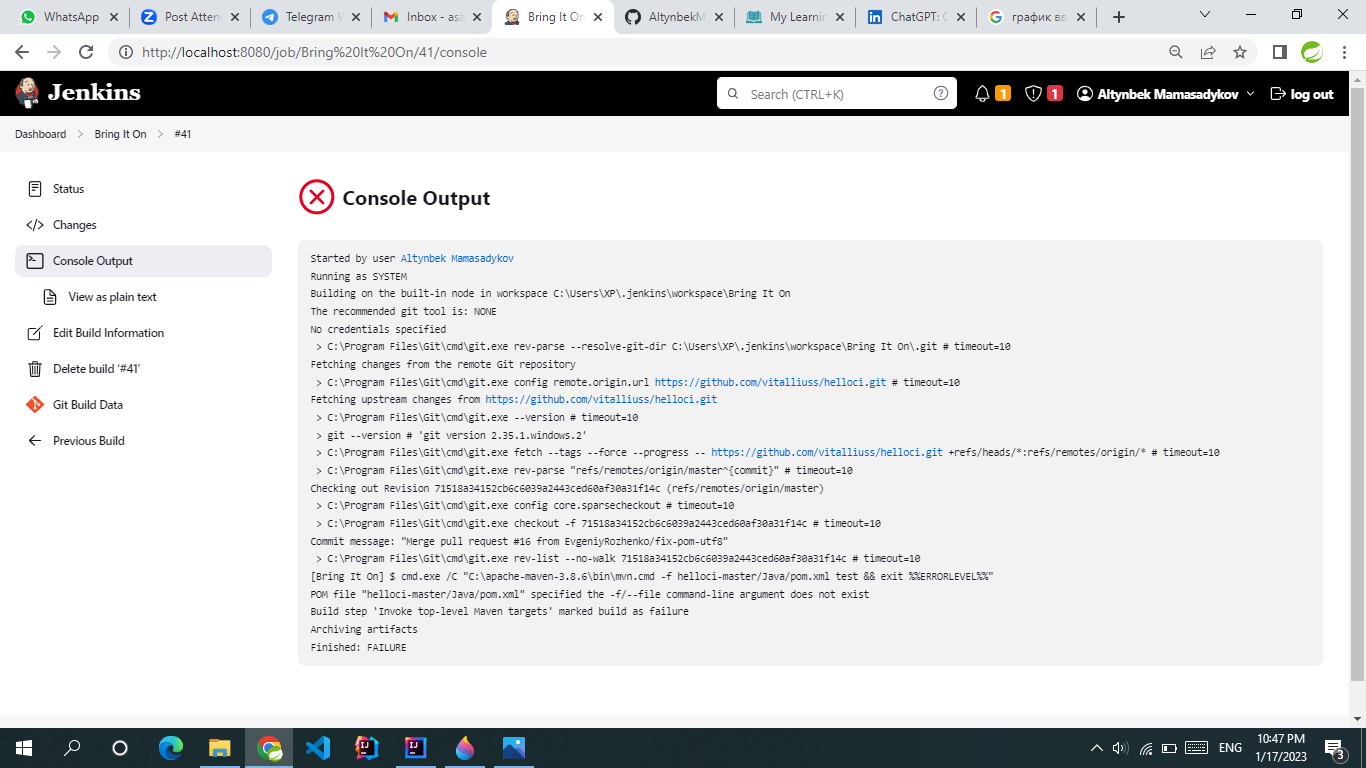 WhatsApp
Post Atten
Telegram W
Inbox - asa
Bring It On
AltynbekM
My Learnin
ChatGPT: C
график вв
http://localhost:8080/job/Bring%20It%20On/41/console
Jenkins
Search (CTRL+K)
1
1
Altynbek Mamasadykov
log out
Dashboard
Bring It On
#41
Status
Changes
Console Output
View as plain text
Edit Build Information
Delete build '#41'
Git Build Data
Previous Build
Console Output
Started by user Altynbek Mamasadykov
Running as SYSTEM
Building on the built-in node in workspace C:\Users\XP\.jenkins\workspace\Bring It On
The recommended git tool is: NONE
No credentials specified
> C:\Program Files\Git\cmd\git.exe rev-parse --resolve-git-dir C:\Users\XP\.jenkins\workspace\Bring It On\.git # timeout=10
Fetching changes from the remote Git repository
> C:\Program Files\Git\cmd\git.exe config remote.origin.url https://github.com/vitalliuss/helloci.git # timeout=10
Fetching upstream changes from https://github.com/vitalliuss/helloci.git
> C:\Program Files\Git\cmd\git.exe --version # timeout=10
> git --version # 'git version 2.35.1.windows.2'
> C:\Program Files\Git\cmd\git.exe fetch --tags --force --progress -- https://github.com/vitalliuss/helloci.git +refs/heads/*:refs/remotes/origin/* # timeout=10
> C:\Program Files\Git\cmd\git.exe rev-parse "refs/remotes/origin/master^{commit}" # timeout=10
Checking out Revision 71518a34152cb6c6039a2443ced60af30a31f14c (refs/remotes/origin/master)
> C:\Program Files\Git\cmd\git.exe config core.sparsecheckout # timeout=10
> C:\Program Files\Git\cmd\git.exe checkout -f 71518a34152cb6c6039a2443ced60af30a31f14c # timeout=10
Commit message: "Merge pull request #16 from EvgeniyRozhenko/fix-pom-utf8"
> C:\Program Files\Git\cmd\git.exe rev-list --no-walk 71518a34152cb6c6039a2443ced60af30a31f14c # timeout=10
[Bring It On] $ cmd.exe /C "C:\apache-maven-3.8.6\bin\mvn.cmd -f helloci-master/Java/pom.xml test && exit %%ERRORLEVEL%%"
POM file "helloci-master/Java/pom.xml" specified the -f/--file command-line argument does not exist
Build step 'Invoke top-level Maven targets' marked build as failure
Archiving artifacts
Finished: FAILURE
ENG
10:47 PM
1/17/2023
3